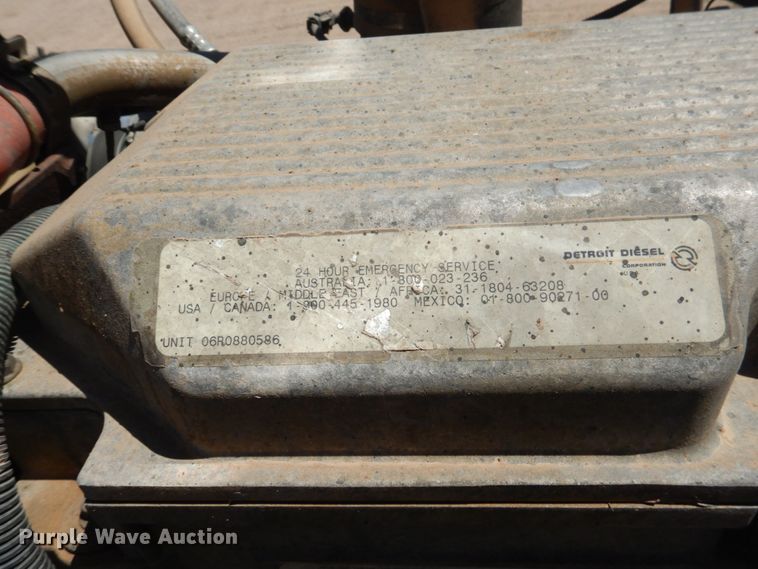 24 HOUR EMERGENCY SERVICE
AUSTRALIA: 1-800-023-236
EUROPE / MIDDLE EAST / AFRICA: 31-1804-63208
USA / CANADA: 1-800-445-1980 MEXICO: 01-800-90271-00
UNIT 06R0880586
DETROIT DIESEL
CORPORATION
Purple Wave Auction